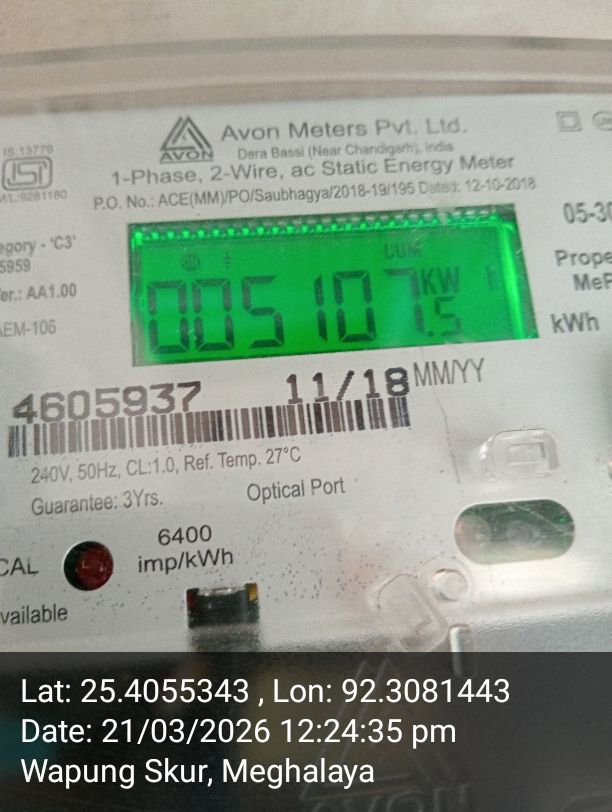 IS:13779
M/L:9281180
AVON
Avon Meters Pvt. Ltd.
Dera Bassi (Near Chandigarh), India
1-Phase, 2-Wire, ac Static Energy Meter
P.O. No.: ACE(MM)/PO/Saubhagya/2018-19/195 Dated: 12-10-2018
egory - 'C3'
5959
er.: AA1.00
AEM-106
05-30
Prope
MeP
kWh
CUM
KW h
005107.5
4605937
11/18 MM/YY
240V, 50Hz, CL:1.0, Ref. Temp. 27°C
Guarantee: 3Yrs.
Optical Port
CAL
6400
imp/kWh
vailable
Lat: 25.4055343 , Lon: 92.3081443
Date: 21/03/2026 12:24:35 pm
Wapung Skur, Meghalaya